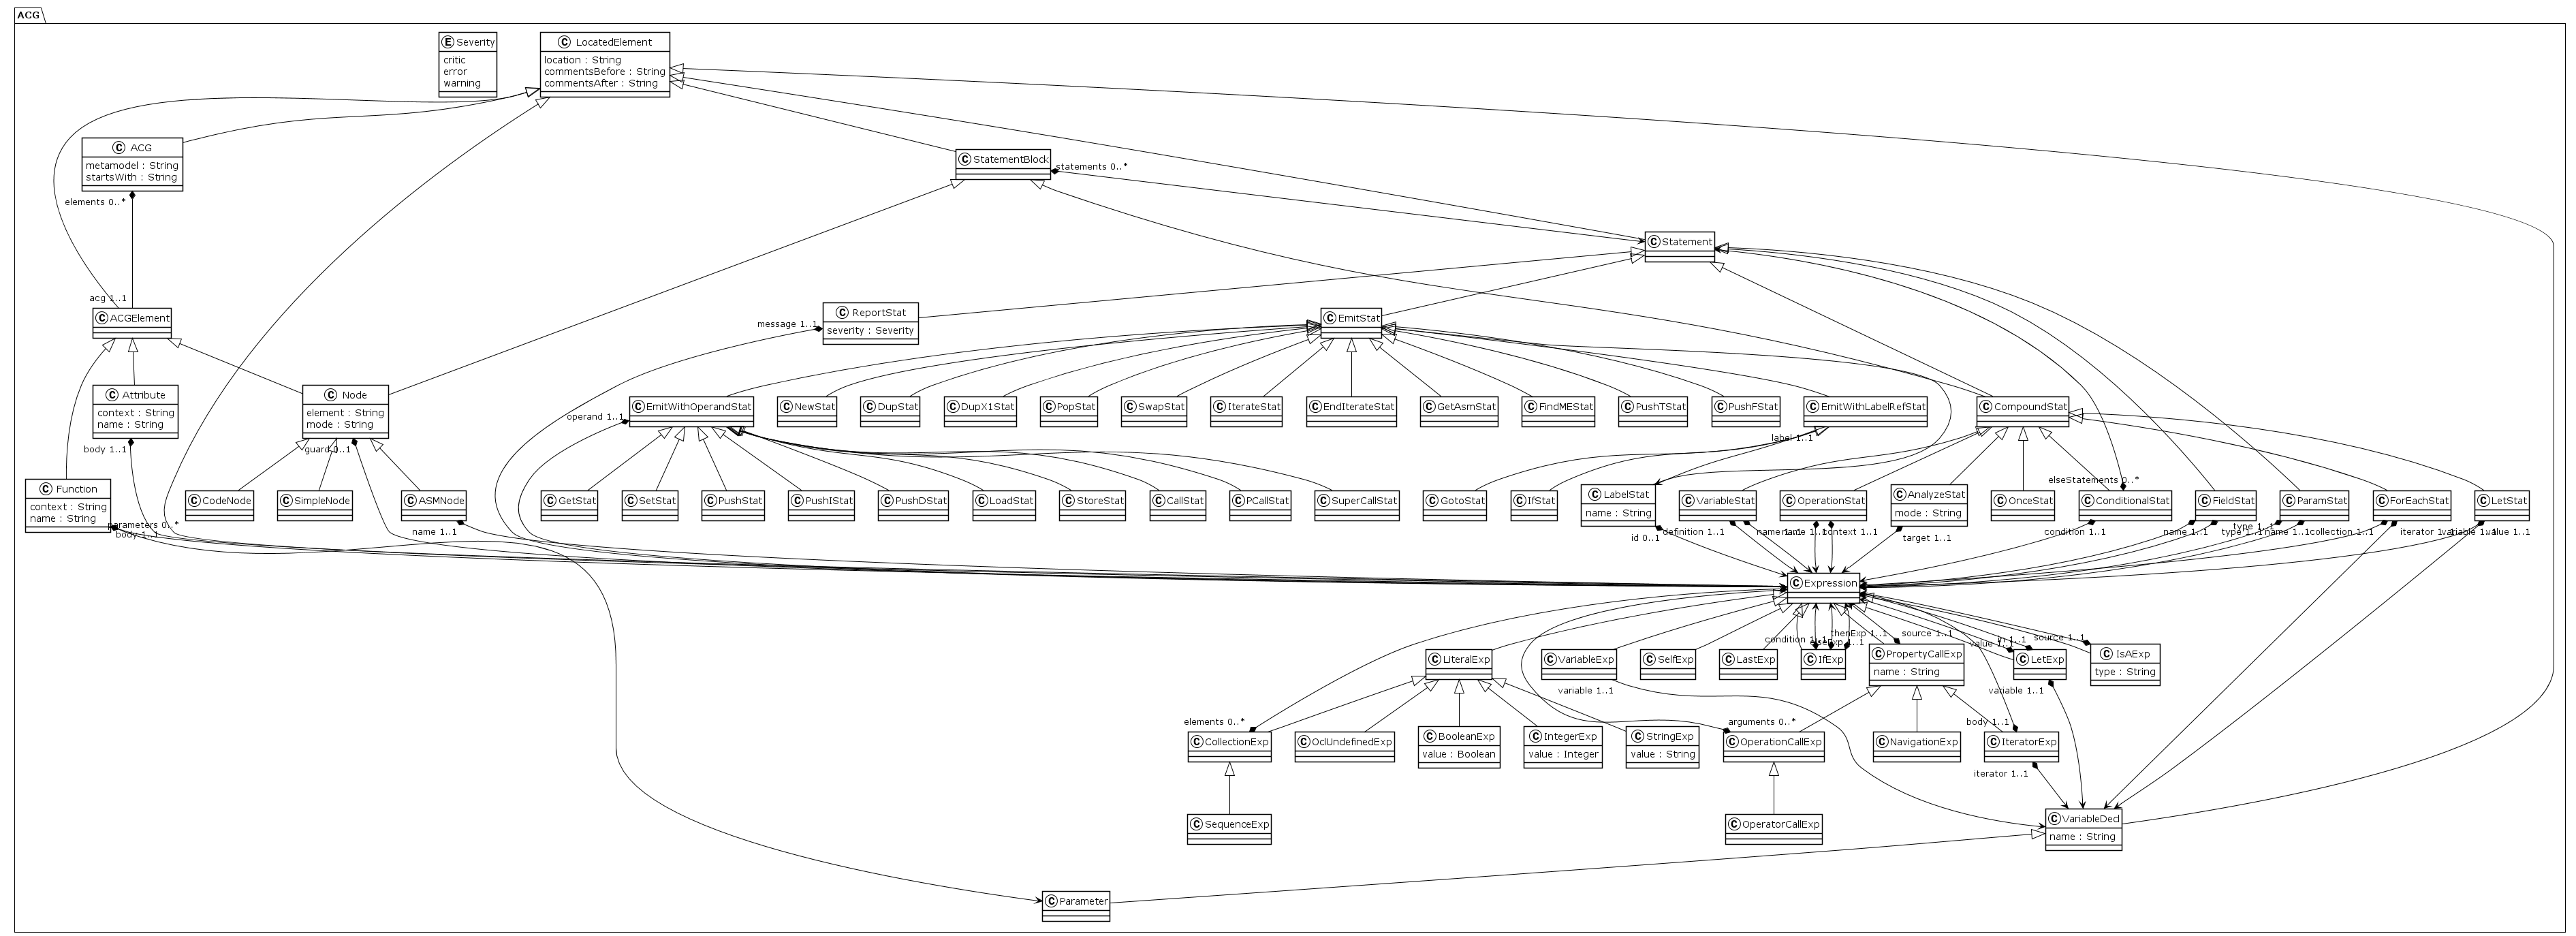 ACG
E Severity
critic
error
warning
C LocatedElement
location : String
commentsBefore : String
commentsAfter : String
C ACG
metamodel : String
startsWith : String
elements 0..*
C StatementBlock
statements 0..*
C Statement
acg 1..1
C ACGElement
C ReportStat
severity : Severity
message 1..1
C EmitStat
C Attribute
context : String
name : String
body 1..1
C Node
element : String
mode : String
guard 0..1
operand 1..1
C EmitWithOperandStat
C NewStat
C DupStat
C DupX1Stat
C PopStat
C SwapStat
C IterateStat
C EndIterateStat
C GetAsmStat
C FindMEStat
C PushTStat
C PushFStat
C EmitWithLabelRefStat
label 1..1
C CompoundStat
elseStatements 0..*
C Function
context : String
name : String
parameters 0..*
body 1..1
C CodeNode
C SimpleNode
C ASMNode
name 1..1
C GetStat
C SetStat
C PushStat
C PushIStat
C PushDStat
C LoadStat
C StoreStat
C CallStat
C PCallStat
C SuperCallStat
C GotoStat
C IfStat
C LabelStat
name : String
id 0..1
C VariableStat
definition 1..1
name 1..1
C OperationStat
name 1..1
context 1..1
C AnalyzeStat
mode : String
target 1..1
C OnceStat
C ConditionalStat
condition 1..1
C FieldStat
name 1..1
type 1..1
C ParamStat
type 1..1
name 1..1
C ForEachStat
collection 1..1
iterator 1..1
C LetStat
variable 1..1
value 1..1
C Expression
condition 1..1
thenExp 1..1
elseExp 1..1
source 1..1
value 1..1
in 1..1
source 1..1
C LiteralExp
C VariableExp
variable 1..1
C SelfExp
C LastExp
C IfExp
C PropertyCallExp
name : String
C LetExp
variable 1..1
C IsAExp
type : String
elements 0..*
C CollectionExp
C OclUndefinedExp
C BooleanExp
value : Boolean
C IntegerExp
value : Integer
C StringExp
value : String
arguments 0..*
C OperationCallExp
C NavigationExp
body 1..1
C IteratorExp
iterator 1..1
C SequenceExp
C OperatorCallExp
C VariableDecl
name : String
C Parameter